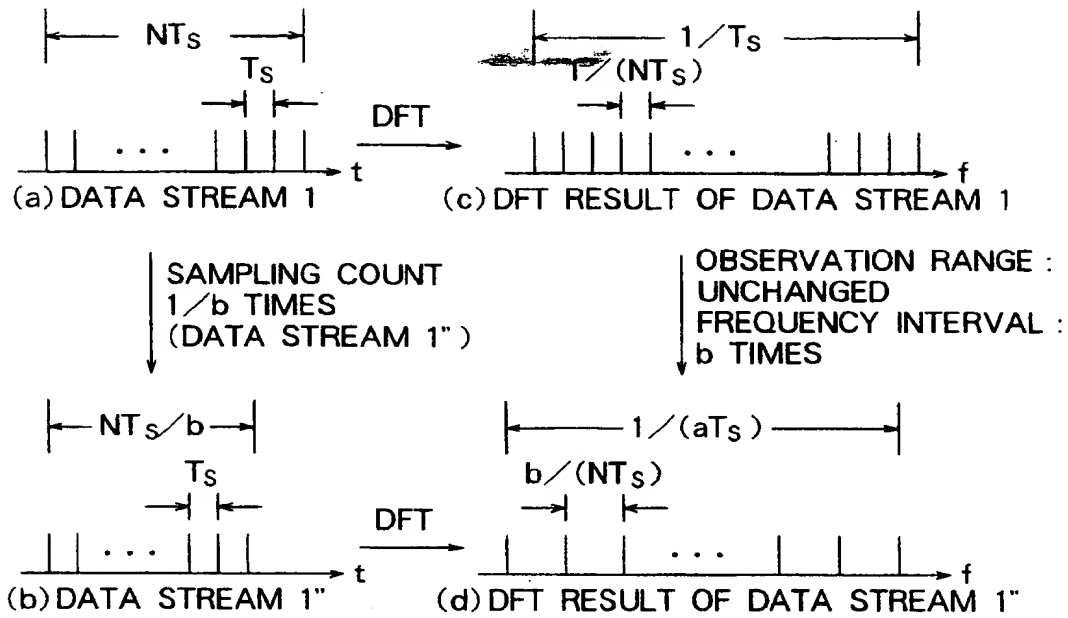 NTS
TS
DFT
t
(a) DATA STREAM 1
1/TS
1/(NTS)
f
(c) DFT RESULT OF DATA STREAM 1
SAMPLING COUNT
1/b TIMES
(DATA STREAM 1")
OBSERVATION RANGE :
UNCHANGED
FREQUENCY INTERVAL :
b TIMES
NTS/b
TS
DFT
t
(b) DATA STREAM 1"
1/(aTS)
b/(NTS)
f
(d) DFT RESULT OF DATA STREAM 1"